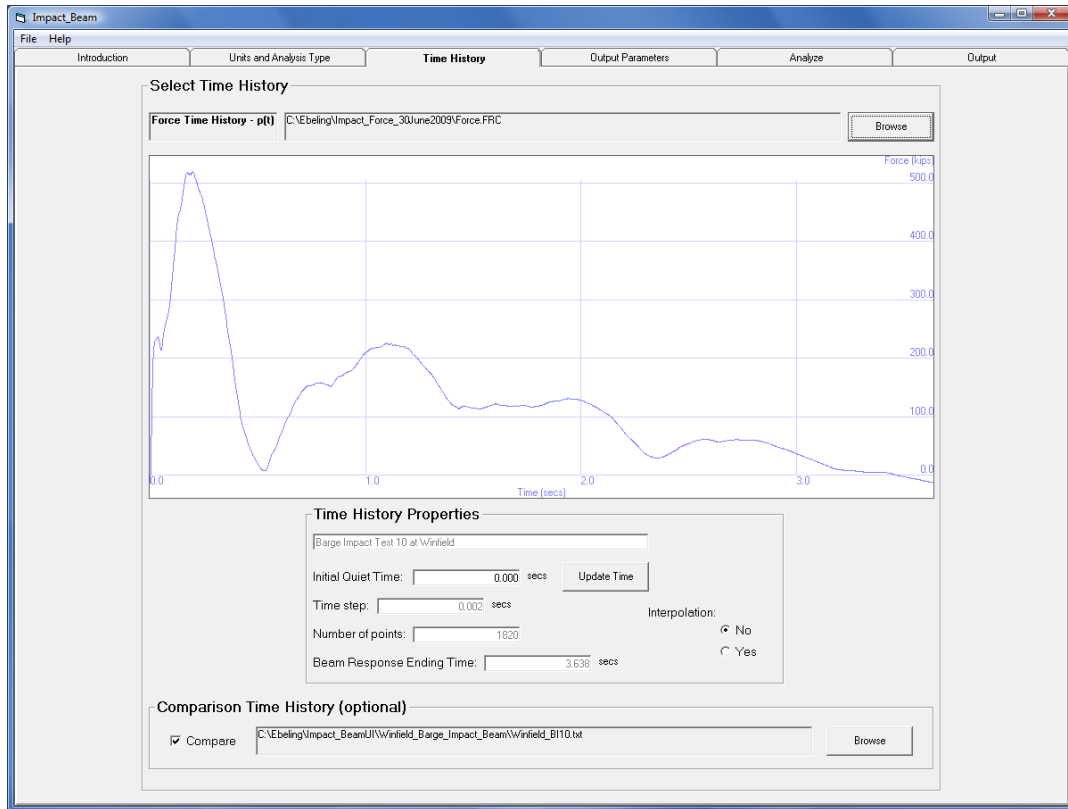 Impact_Beam
File Help
Introduction Units and Analysis Type Time History Output Parameters Analyze Output
Select Time History
Force Time History - p(t) C:\Ebeling\Impact_Force_30June2009\Force.FRC Browse
Force (kips)
500.0
400.0
300.0
200.0
100.0
0.0
0.0 1.0 2.0 3.0
Time (secs)
Time History Properties
Barge Impact Test 10 at Winfield
Initial Quiet Time: 0.000 secs Update Time
Time step: 0.002 secs
Interpolation:
Number of points: 1820
No
Yes
Beam Response Ending Time: 3.638 secs
Comparison Time History (optional)
Compare C:\Ebeling\Impact_BeamUI\Winfield_Barge_Impact_Beam\Winfield_BI10.txt Browse